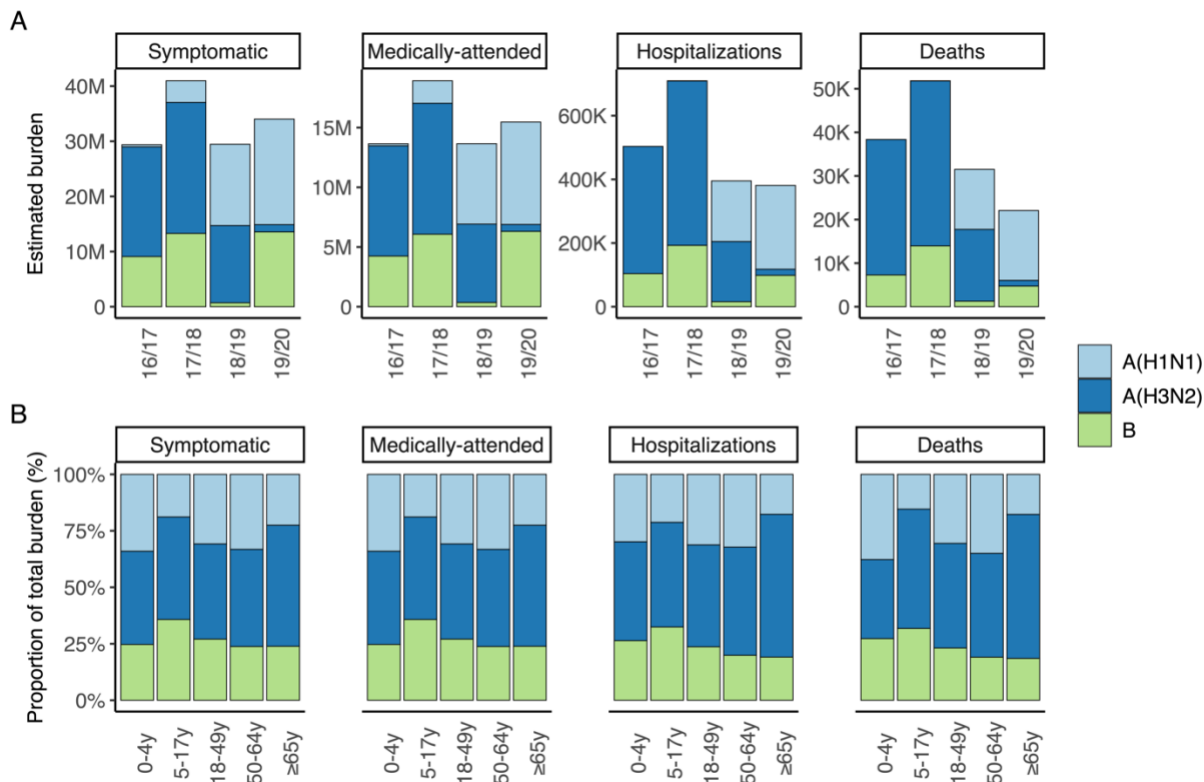 A
Symptomatic
Medically-attended
Hospitalizations
Deaths
Estimated burden
40M
30M
20M
10M
0
15M
10M
5M
0
600K
400K
200K
0
50K
40K
30K
20K
10K
0
16/17
17/18
18/19
19/20
16/17
17/18
18/19
19/20
16/17
17/18
18/19
19/20
16/17
17/18
18/19
19/20
A(H1N1)
A(H3N2)
B
B
Symptomatic
Medically-attended
Hospitalizations
Deaths
Proportion of total burden (%)
100%
75%
50%
25%
0%
0-4y
5-17y
18-49y
50-64y
≥65y
0-4y
5-17y
18-49y
50-64y
≥65y
0-4y
5-17y
18-49y
50-64y
≥65y
0-4y
5-17y
18-49y
50-64y
≥65y